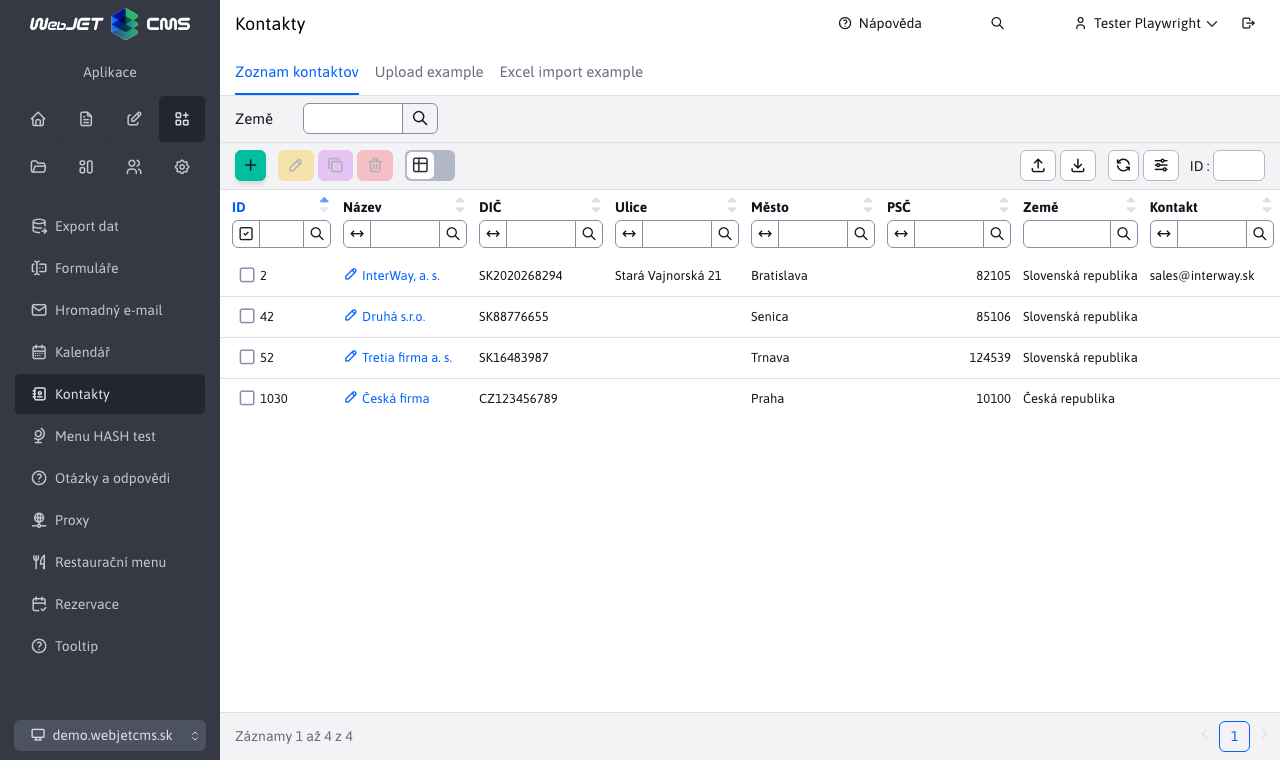 WebJET CMS
Aplikace
Export dat
Formuláře
Hromadný e-mail
Kalendář
Kontakty
Menu HASH test
Otázky a odpovědi
Proxy
Restaurační menu
Rezervace
Tooltip
demo.webjetcms.sk
Kontakty
Nápověda
Tester Playwright
Zoznam kontaktov Upload example Excel import example
Země
ID :
ID Název DIČ Ulice Město PSČ Země Kontakt
2 InterWay, a. s. SK2020268294 Stará Vajnorská 21 Bratislava 82105 Slovenská republika sales@interway.sk
42 Druhá s.r.o. SK88776655 Senica 85106 Slovenská republika
52 Tretia firma a. s. SK16483987 Trnava 124539 Slovenská republika
1030 Česká firma CZ123456789 Praha 10100 Česká republika
Záznamy 1 až 4 z 4
1